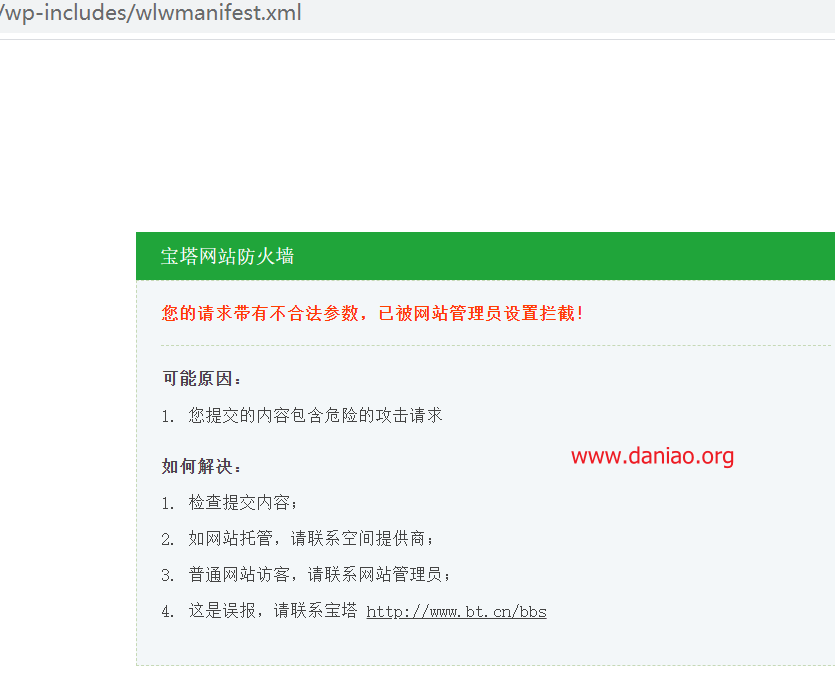 /wp-includes/wlwmanifest.xml
宝塔网站防火墙
您的请求带有不合法参数，已被网站管理员设置拦截！
可能原因：
1. 您提交的内容包含危险的攻击请求
www.daniao.org
如何解决：
1. 检查提交内容；
2. 如网站托管，请联系空间提供商；
3. 普通网站访客，请联系网站管理员；
4. 这是误报，请联系宝塔 http://www.bt.cn/bbs